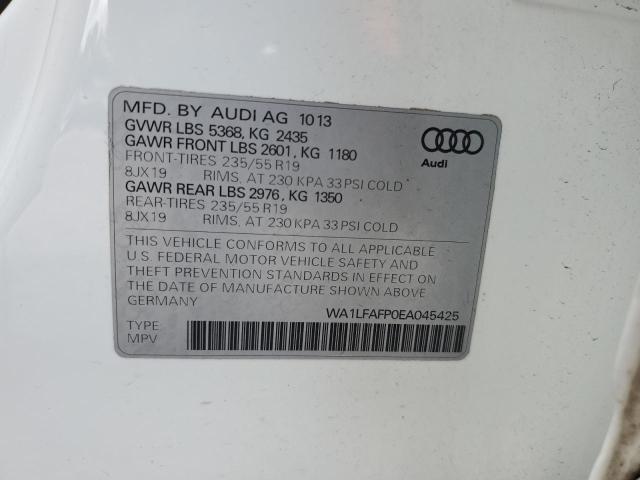 MFD. BY AUDI AG 1013
GVWR LBS 5368, KG 2435
GAWR FRONT LBS 2601, KG 1180
FRONT-TIRES 235/55 R19
8JX19 RIMS, AT 230 KPA 33 PSI COLD
GAWR REAR LBS 2976, KG 1350
REAR-TIRES 235/55 R19
8JX19 RIMS, AT 230 KPA 33 PSI COLD
Audi
THIS VEHICLE CONFORMS TO ALL APPLICABLE
U.S. FEDERAL MOTOR VEHICLE SAFETY AND
THEFT PREVENTION STANDARDS IN EFFECT ON
THE DATE OF MANUFACTURE SHOWN ABOVE
GERMANY
WA1LFAFP0EA045425
TYPE
MPV